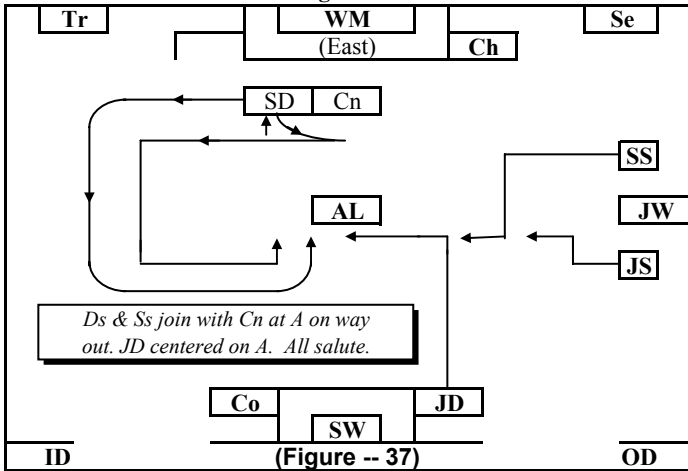 Tr WM Se
(East) Ch
SD Cn
SS
AL JW
JS
Ds & Ss join with Cn at A on way
out. JD centered on A. All salute.
Co JD
SW
ID (Figure -- 37) OD